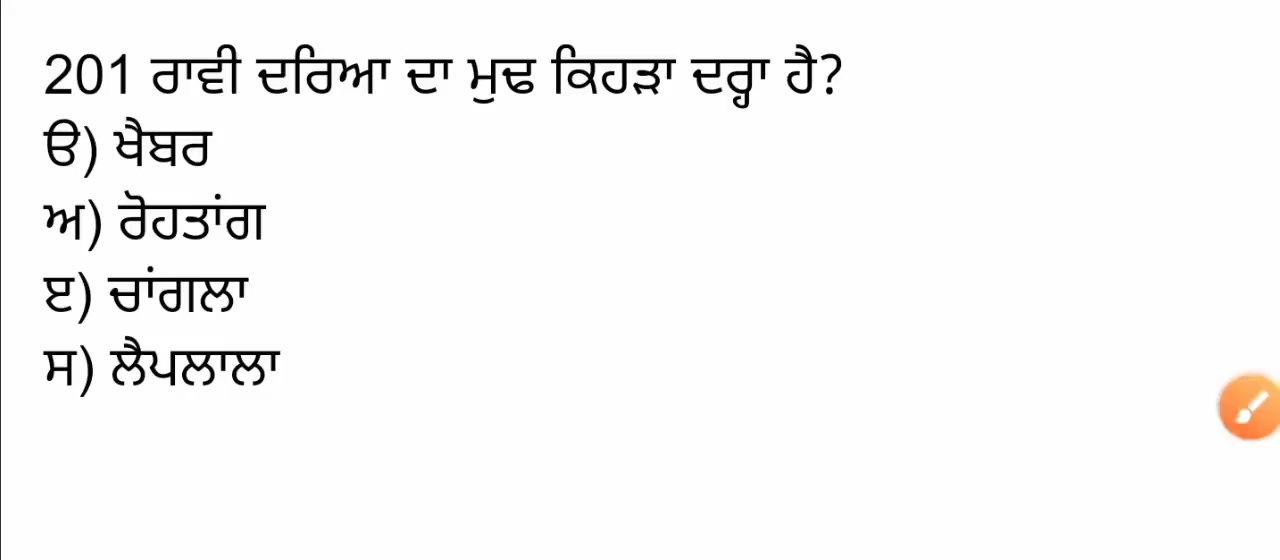 201 ਰਾਵੀ ਦਰਿਆ ਦਾ ਮੁਢ ਕਿਹੜਾ ਦਰ੍ਹਾ ਹੈ?
ੳ) ਖੈਬਰ
ਅ) ਰੋਹਤਾਂਗ
ੲ) ਚਾਂਗਲਾ
ਸ) ਲੈਪਲਾਲਾ